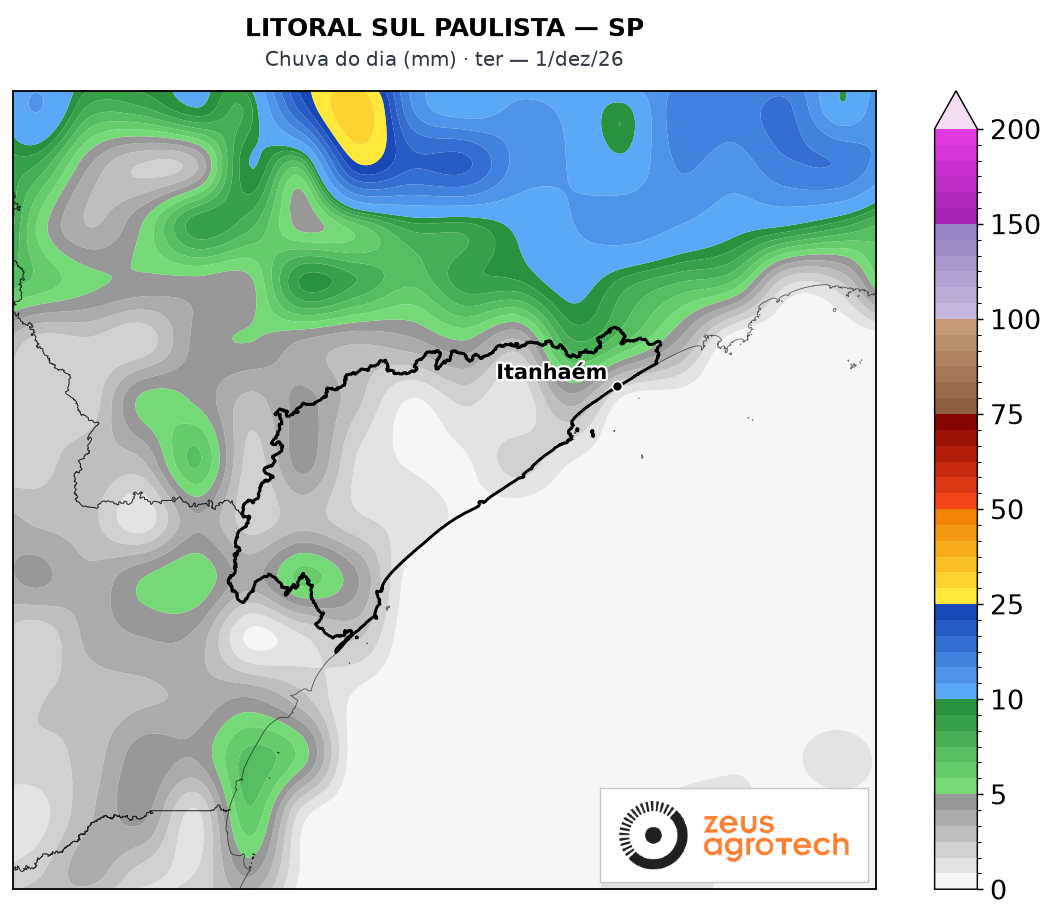 LITORAL SUL PAULISTA — SP
Chuva do dia (mm) · ter — 1/dez/26
200
150
100
75
50
25
10
5
0
Itanhaém
zeus
agrotech